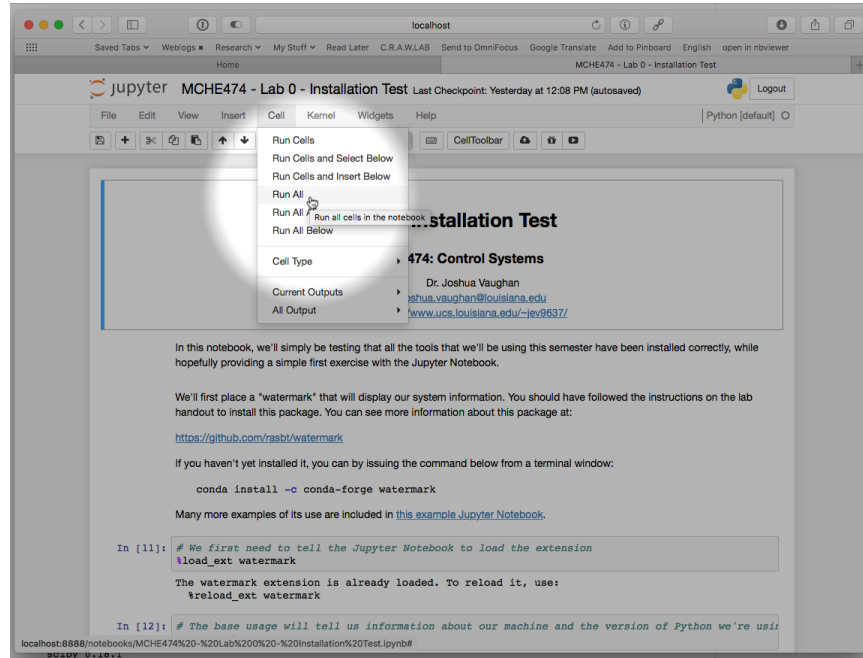 localhost
Saved Tabs Weblogs Research My Stuff Read Later C.R.A.W.LAB Send to OmniFocus Google Translate Add to Pinboard English open in nbviewer
Home MCHE474 - Lab 0 - Installation Test
jupyter MCHE474 - Lab 0 - Installation Test Last Checkpoint: Yesterday at 12:08 PM (autosaved) Logout
File Edit View Insert Cell Kernel Widgets Help Python [default]
CellToolbar
Run Cells
Run Cells and Select Below
Run Cells and Insert Below
Run All
Run All A
Run all cells in the notebook
Run All Below
Cell Type
Current Outputs
All Output
nstallation Test
474: Control Systems
Dr. Joshua Vaughan
oshua.vaughan@louisiana.edu
/www.ucs.louisiana.edu/~jev9637/
In this notebook, we'll simply be testing that all the tools that we'll be using this semester have been installed correctly, while
hopefully providing a simple first exercise with the Jupyter Notebook.
We'll first place a "watermark" that will display our system information. You should have followed the instructions on the lab
handout to install this package. You can see more information about this package at:
https://github.com/rasbt/watermark
If you haven't yet installed it, you can by issuing the command below from a terminal window:
conda install -c conda-forge watermark
Many more examples of its use are included in this example Jupyter Notebook.
In [11]: # We first need to tell the Jupyter Notebook to load the extension
%load_ext watermark
The watermark extension is already loaded. To reload it, use:
%reload_ext watermark
In [12]: # The base usage will tell us information about our machine and the version of Python we're usin
localhost:8888/notebooks/MCHE474%20-%20Lab%200%20-%20Installation%20Test.ipynb#
scipy 0.18.1